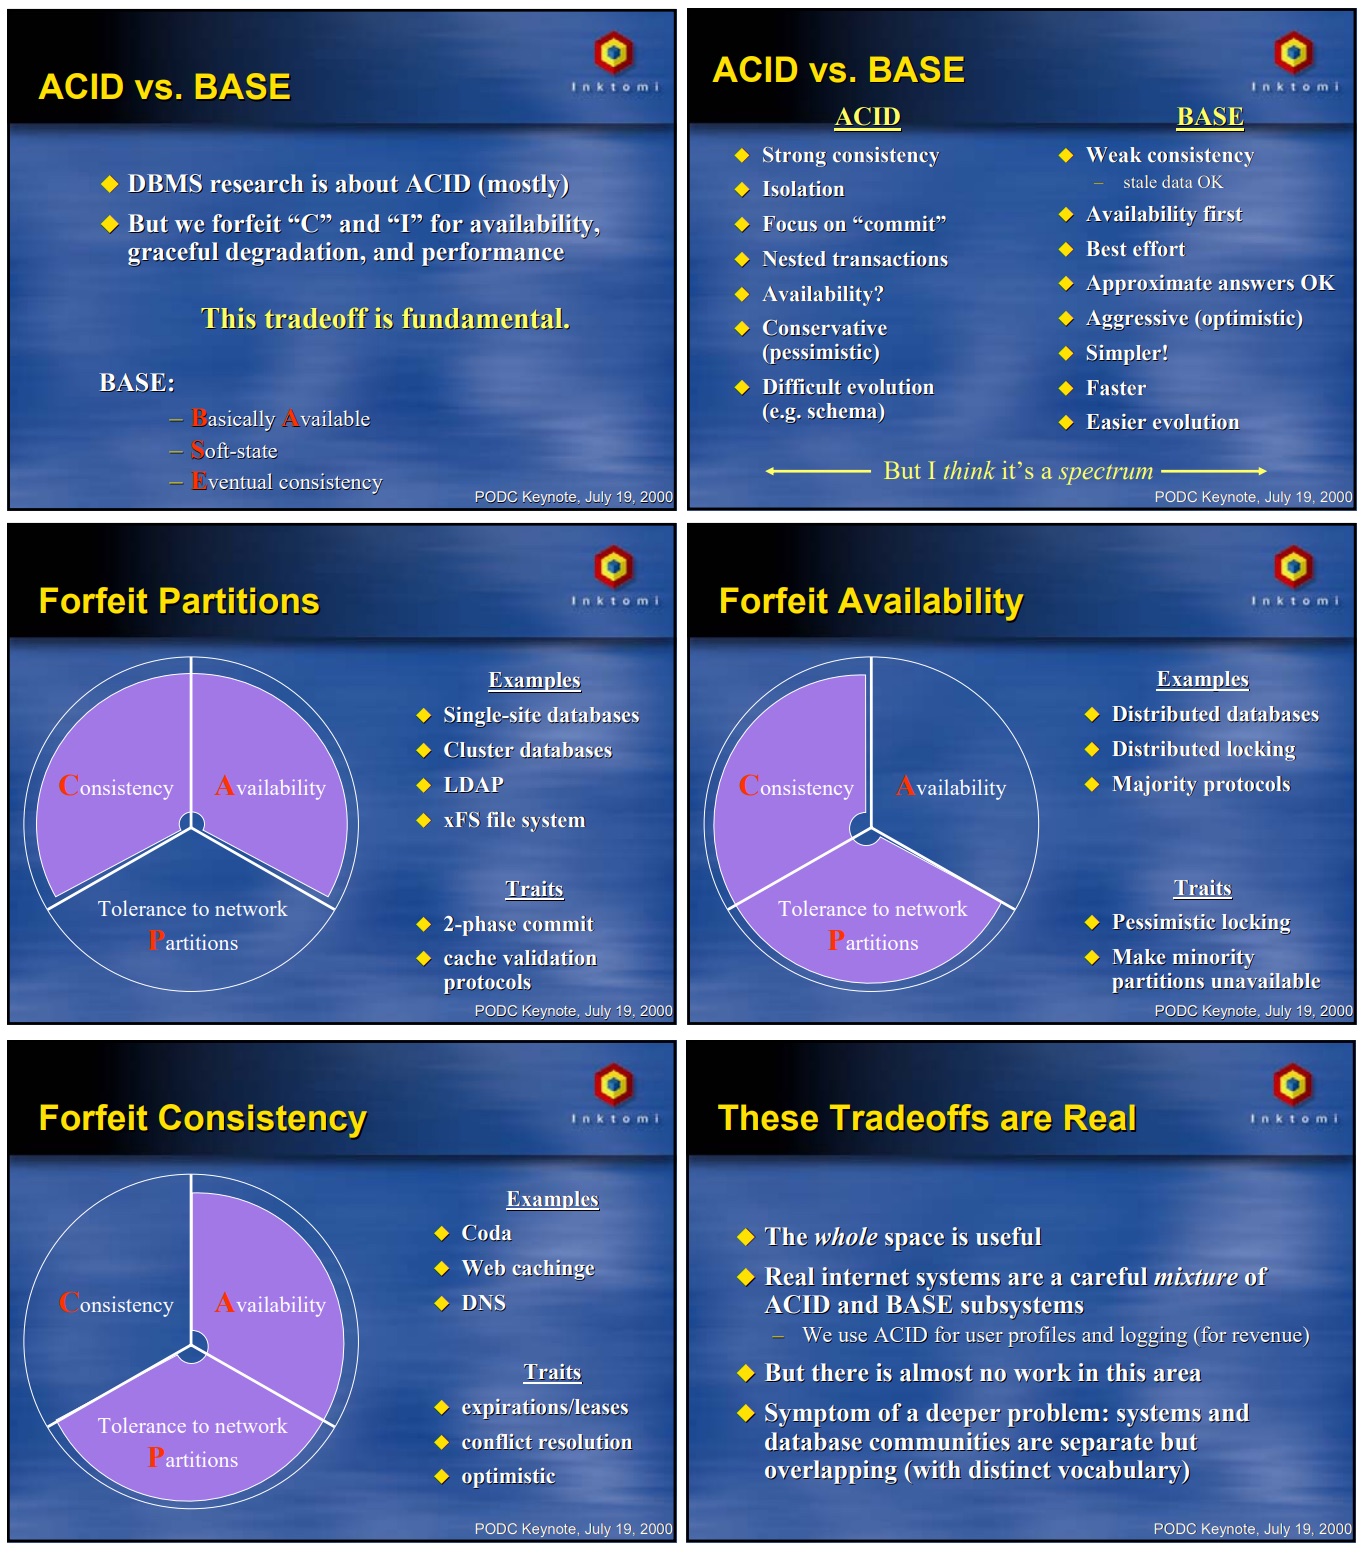 ACID vs. BASE
Inktomi
DBMS research is about ACID (mostly)
But we forfeit “C” and “I” for availability,
graceful degradation, and performance
This tradeoff is fundamental.
BASE:
– Basically Available
– Soft-state
– Eventual consistency
PODC Keynote, July 19, 2000
ACID vs. BASE
Inktomi
ACID
Strong consistency
Isolation
Focus on “commit”
Nested transactions
Availability?
Conservative
(pessimistic)
Difficult evolution
(e.g. schema)
BASE
Weak consistency
– stale data OK
Availability first
Best effort
Approximate answers OK
Aggressive (optimistic)
Simpler!
Faster
Easier evolution
But I think it’s a spectrum
PODC Keynote, July 19, 2000
Forfeit Partitions
Inktomi
Consistency
Availability
Tolerance to network
Partitions
Examples
Single-site databases
Cluster databases
LDAP
xFS file system
Traits
2-phase commit
cache validation
protocols
PODC Keynote, July 19, 2000
Forfeit Availability
Inktomi
Consistency
Availability
Tolerance to network
Partitions
Examples
Distributed databases
Distributed locking
Majority protocols
Traits
Pessimistic locking
Make minority
partitions unavailable
PODC Keynote, July 19, 2000
Forfeit Consistency
Inktomi
Consistency
Availability
Tolerance to network
Partitions
Examples
Coda
Web cachinge
DNS
Traits
expirations/leases
conflict resolution
optimistic
PODC Keynote, July 19, 2000
These Tradeoffs are Real
Inktomi
The whole space is useful
Real internet systems are a careful mixture of
ACID and BASE subsystems
– We use ACID for user profiles and logging (for revenue)
But there is almost no work in this area
Symptom of a deeper problem: systems and
database communities are separate but
overlapping (with distinct vocabulary)
PODC Keynote, July 19, 2000